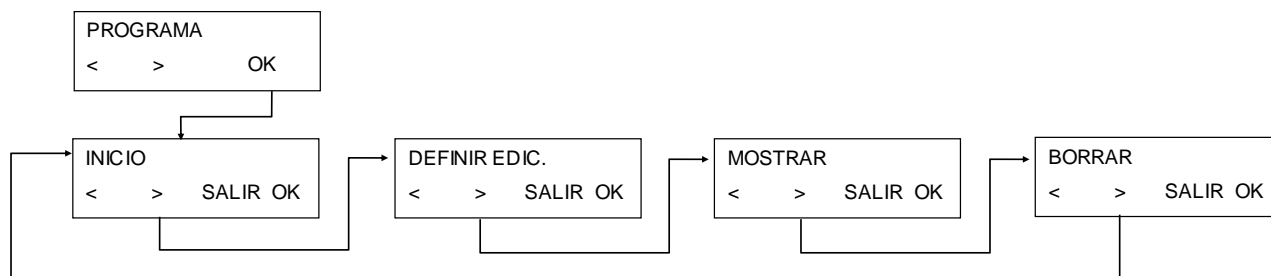 PROGRAMA
< > OK
INICIO
< > SALIR OK
DEFINIR EDIC.
< > SALIR OK
MOSTRAR
< > SALIR OK
BORRAR
< > SALIR OK